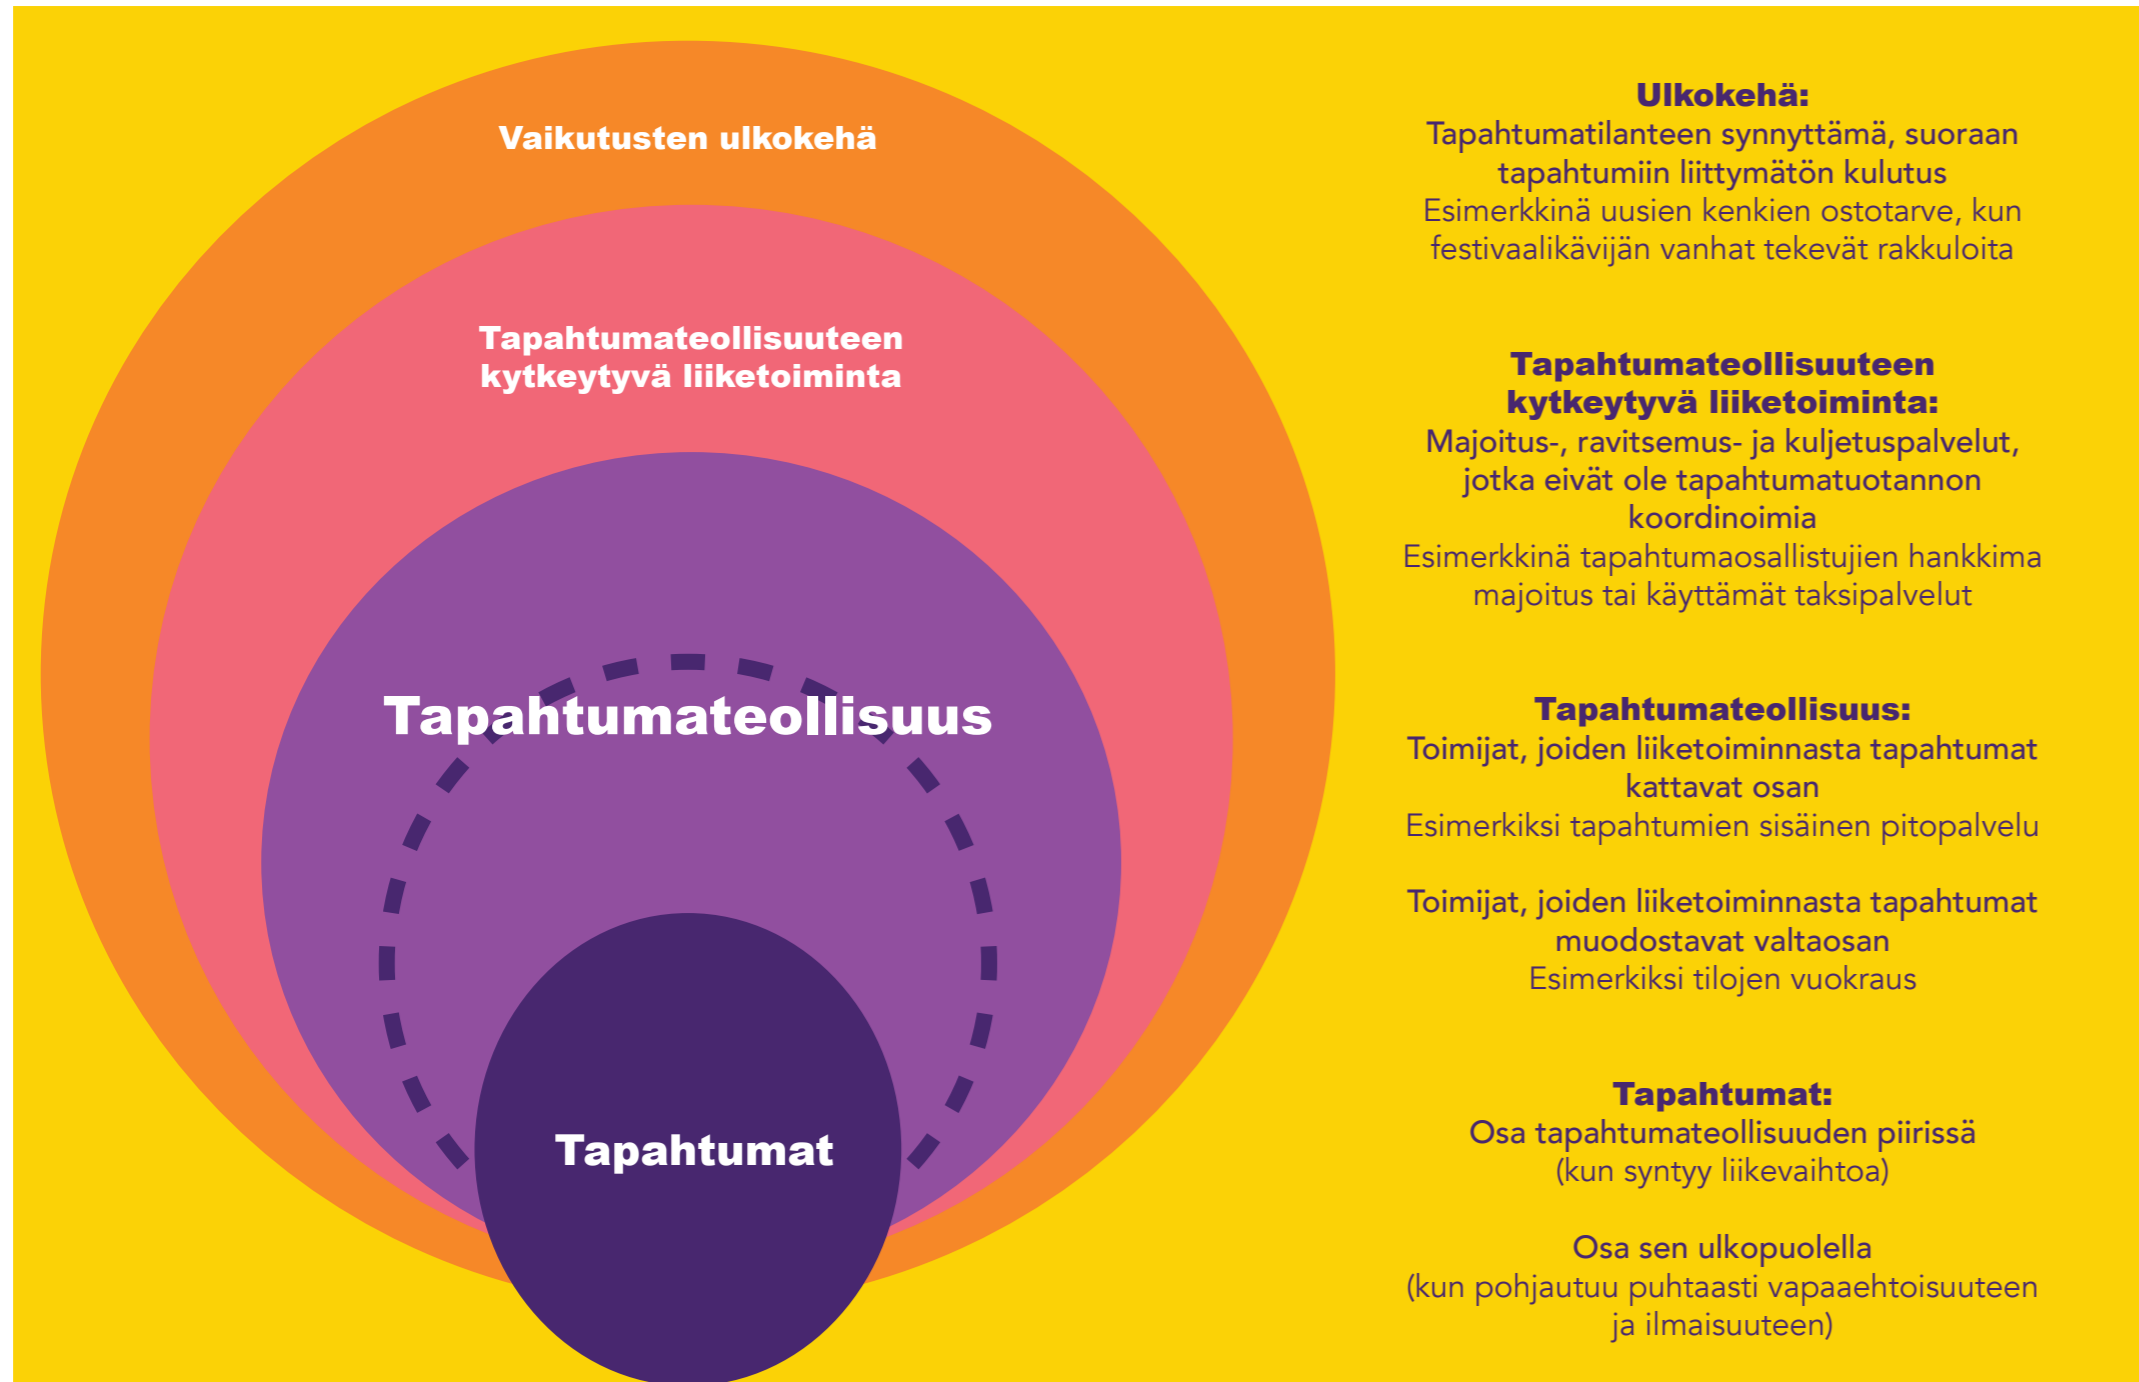 Vaikutusten ulkokehä
Tapahtumateollisuuteen
kytkeytyvä liiketoiminta
Tapahtumateollisuus
Tapahtumat
Ulkokehä:
Tapahtumatilanteen synnyttämä, suoraan
tapahtumiin liittymätön kulutus
Esimerkkinä uusien kenkien ostotarve, kun
festivaalikävijän vanhat tekevät rakkuloita
Tapahtumateollisuuteen
kytkeytyvä liiketoiminta:
Majoitus-, ravitsemus- ja kuljetuspalvelut,
jotka eivät ole tapahtumatuotannon
koordinoimia
Esimerkkinä tapahtumaosallistujien hankkima
majoitus tai käyttämät taksipalvelut
Tapahtumateollisuus:
Toimijat, joiden liiketoiminnasta tapahtumat
kattavat osan
Esimerkiksi tapahtumien sisäinen pitopalvelu
Toimijat, joiden liiketoiminnasta tapahtumat
muodostavat valtaosan
Esimerkiksi tilojen vuokraus
Tapahtumat:
Osa tapahtumateollisuuden piirissä
(kun syntyy liikevaihtoa)
Osa sen ulkopuolella
(kun pohjautuu puhtaasti vapaaehtoisuuteen
ja ilmaisuuteen)